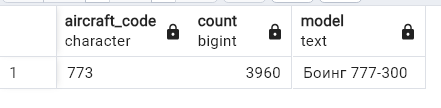 aircraft_code count model
character bigint text
1 773 3960 Боинг 777-300